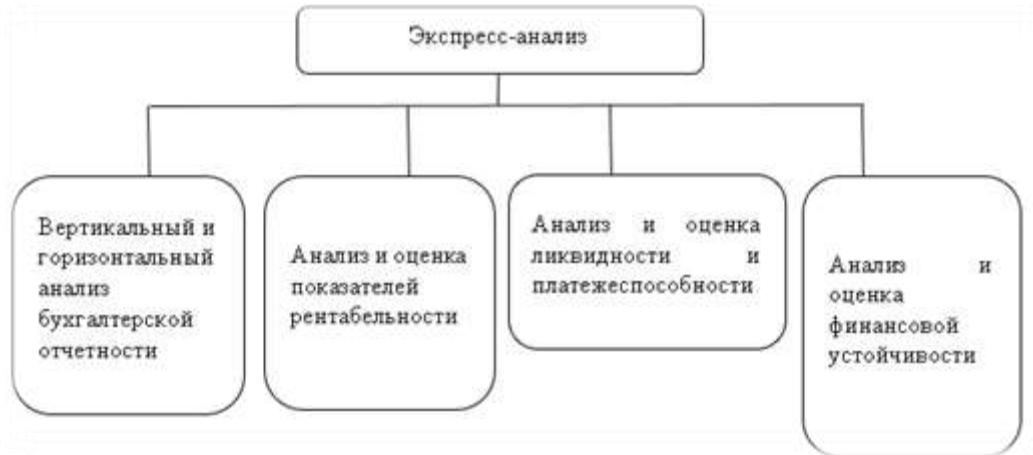 Экспресс-анализ
Вертикальный и
горизонтальный
анализ
бухгалтерской
отчетности
Анализ и оценка
показателей
рентабельности
Анализ и оценка
ликвидности и
платежеспособности
Анализ и
оценка
финансовой
устойчивости